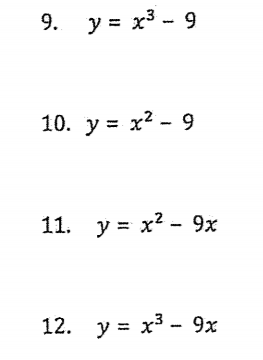 9. y = x³ − 9
10. y = x² − 9
11. y = x² − 9x
12. y = x³ − 9x